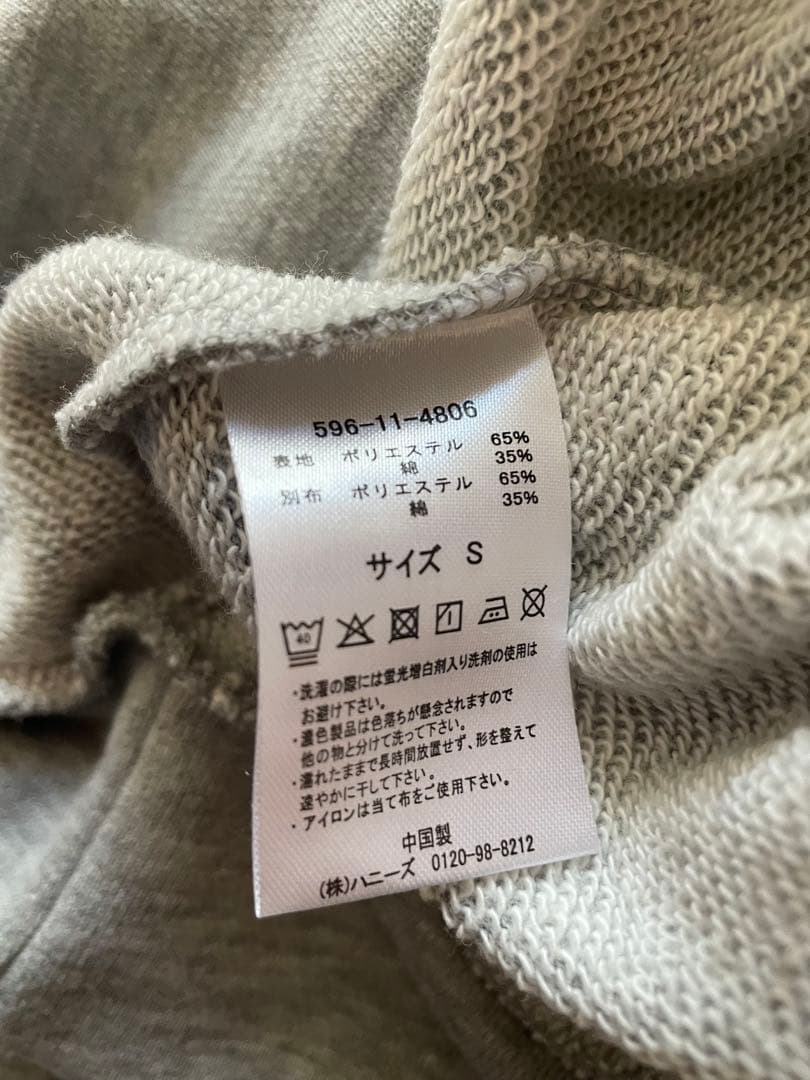 596-11-4806
表地 ポリエステル 65%
綿 35%
別布 ポリエステル 65%
綿 35%
サイズ S
40
・洗濯の際には蛍光増白剤入り洗剤の使用は
お避け下さい。
・濃色製品は色落ちが懸念されますので
他の物と分けて洗って下さい。
・濡れたままで長時間放置せず、形を整えて
速やかに干して下さい。
・アイロンは当て布をご使用下さい。
中国製
(株)ハニーズ 0120-98-8212